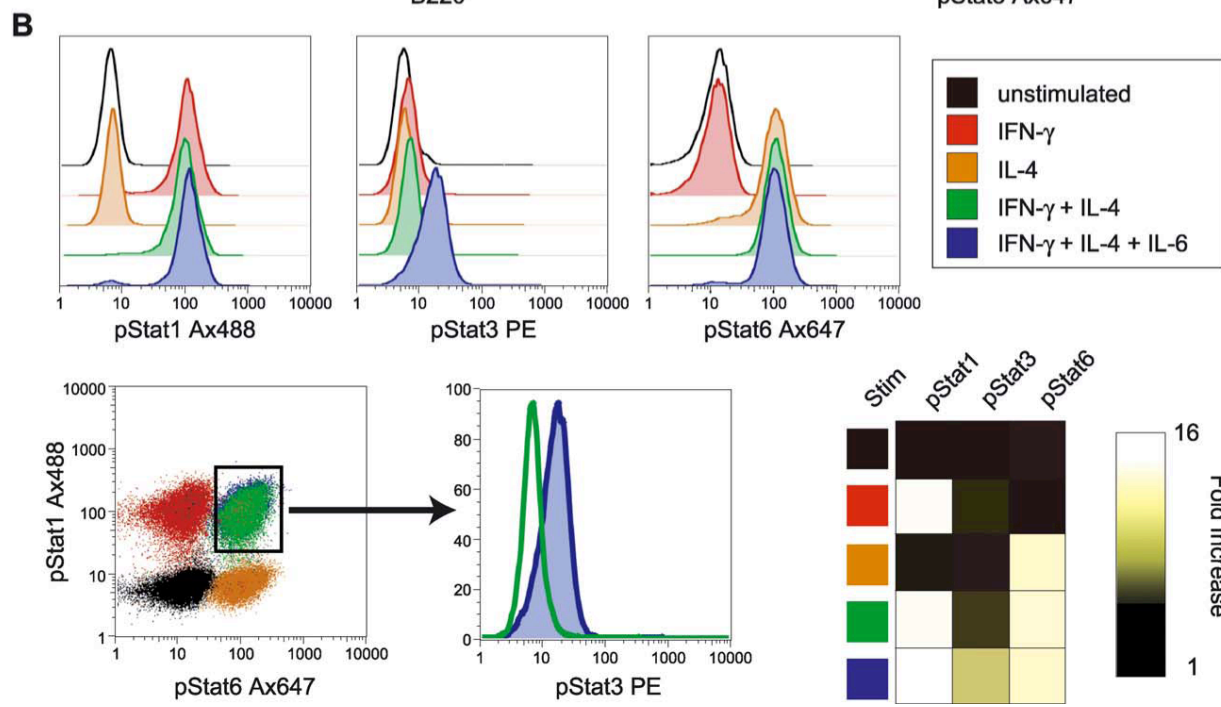 B
unstimulated
IFN-γ
IL-4
IFN-γ + IL-4
IFN-γ + IL-4 + IL-6
1 10 100 1000 10000
pStat1 Ax488
1 10 100 1000 10000
pStat3 PE
1 10 100 1000 10000
pStat6 Ax647
10000
1000
100
10
1
pStat1 Ax488
1 10 100 1000 10000
pStat6 Ax647
100
80
60
40
20
0
1 10 100 1000 10000
pStat3 PE
Stim
pStat1
pStat3
pStat6
16
1
Fold Increase